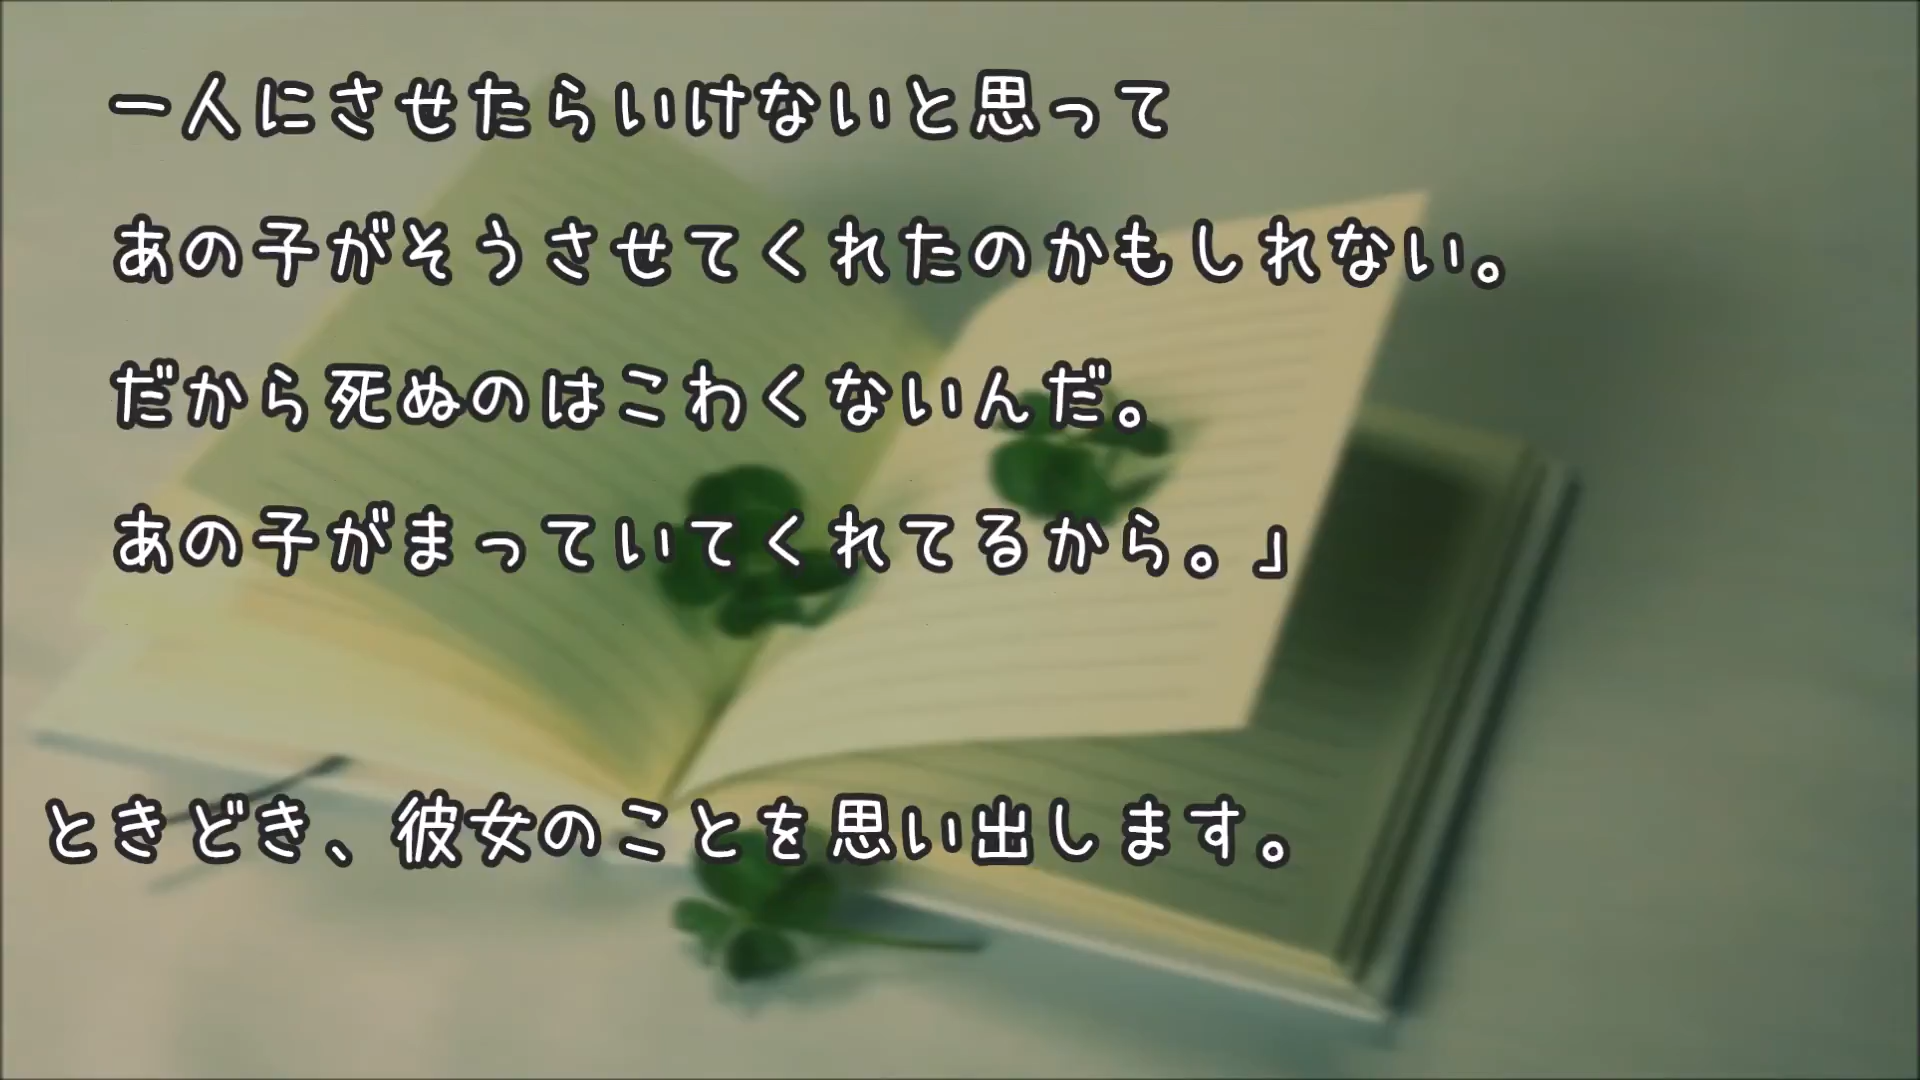 一人にさせたらいけないと思って
あの子がそうさせてくれたのかもしれない。
だから死ぬのはこわくないんだ。
あの子がまっていてくれてるから。」
ときどき、彼女のことを思い出します。